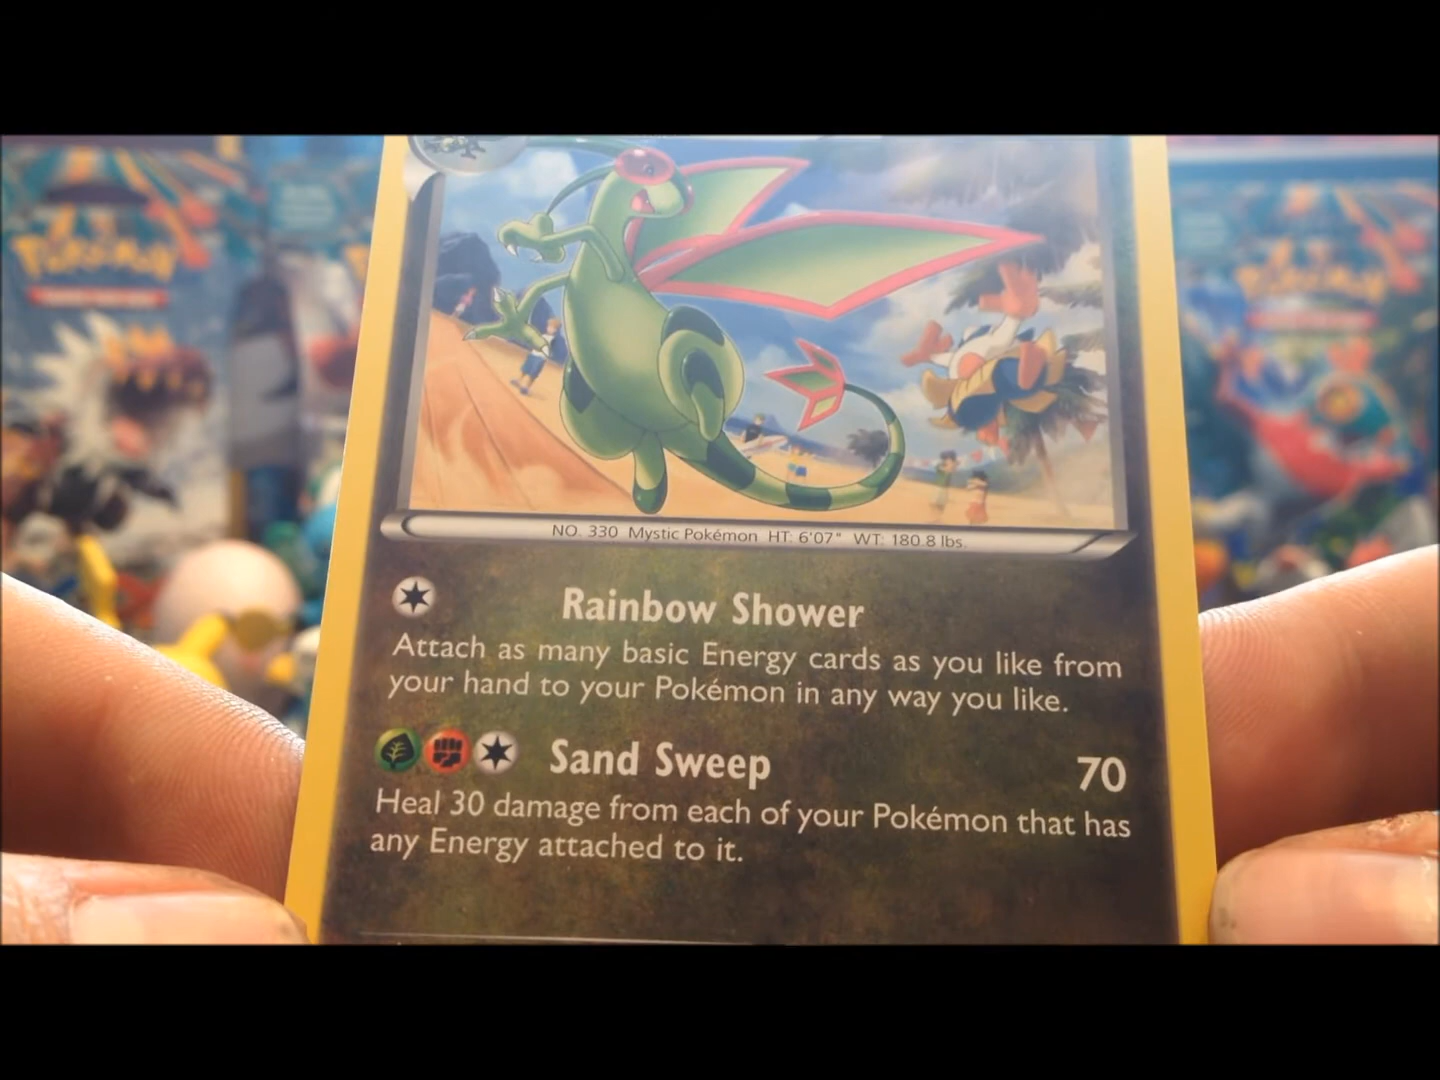 Pokémon
Pokémon
NO. 330 Mystic Pokémon HT: 6'07" WT: 180.8 lbs.
Rainbow Shower
Attach as many basic Energy cards as you like from
your hand to your Pokémon in any way you like.
Sand Sweep 70
Heal 30 damage from each of your Pokémon that has
any Energy attached to it.